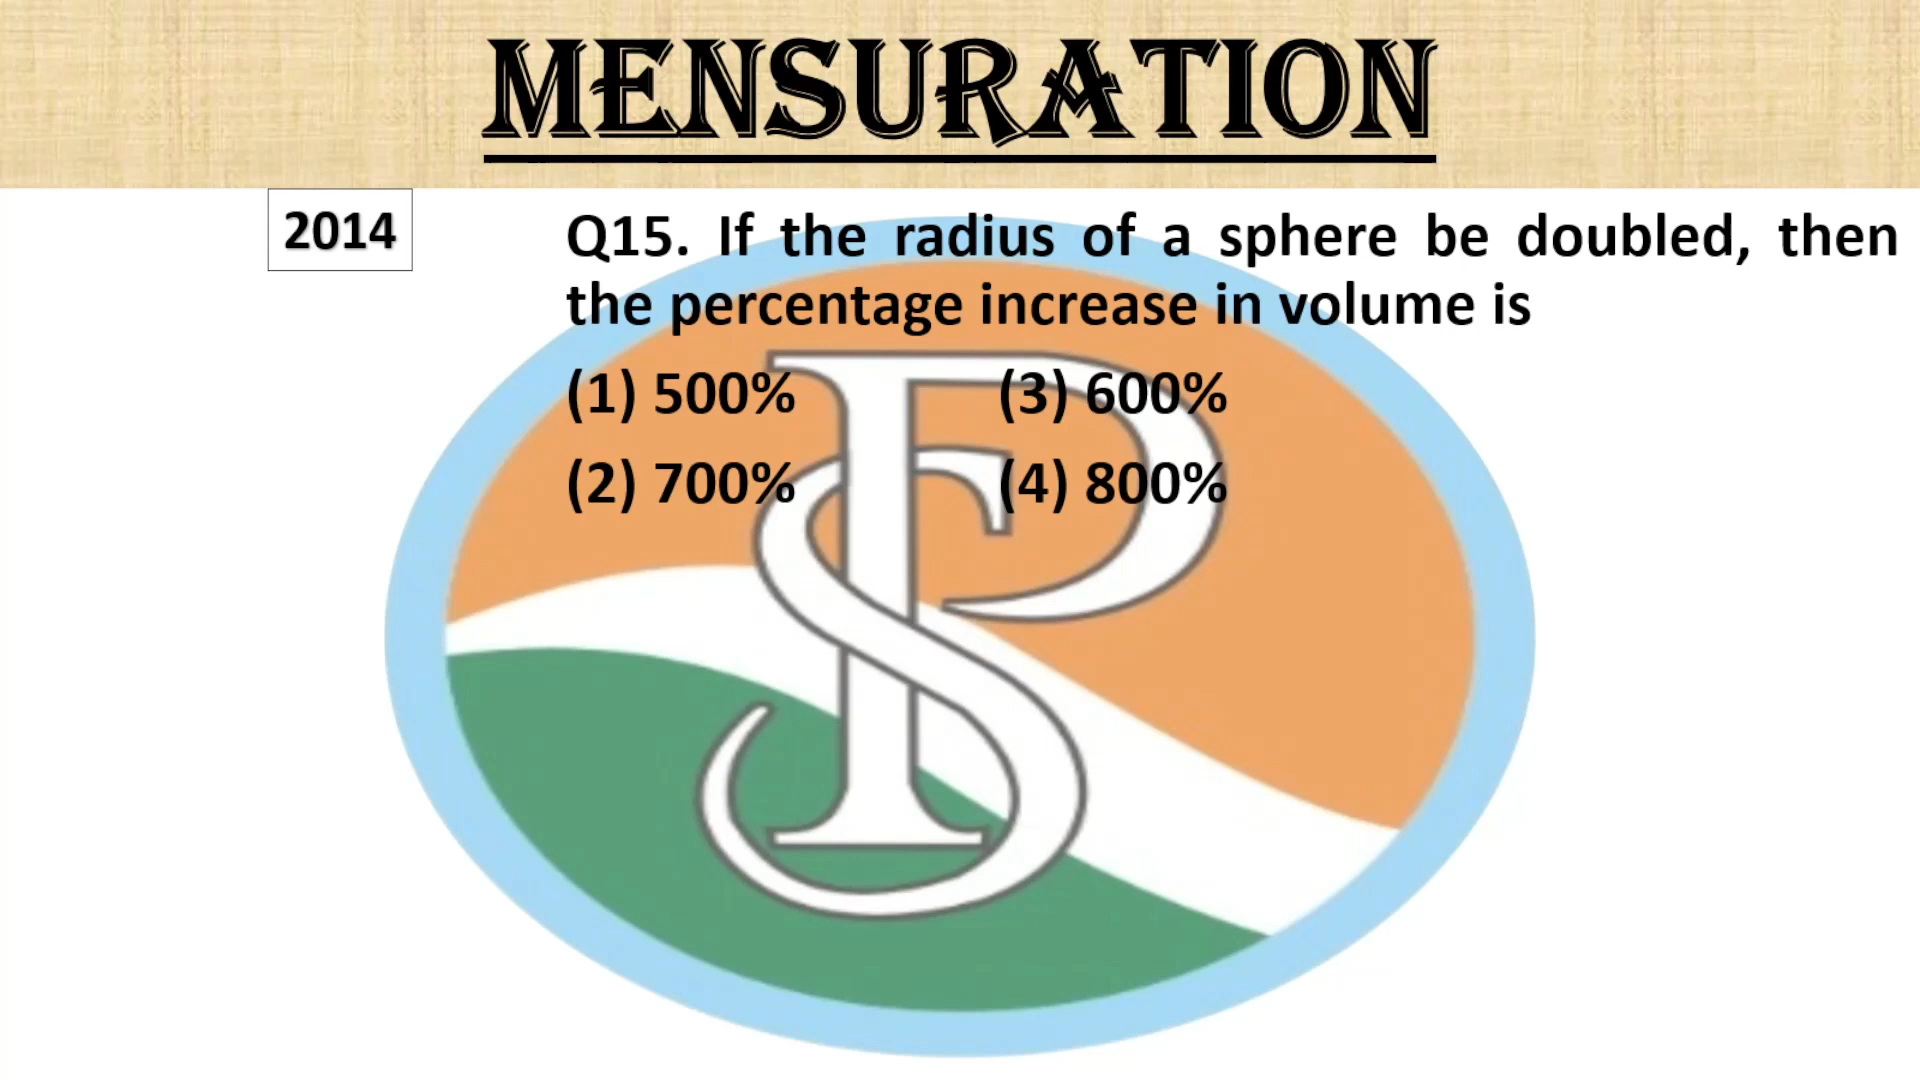 MENSURATION
2014
Q15. If the radius of a sphere be doubled, then
the percentage increase in volume is
(1) 500% (3) 600%
(2) 700% (4) 800%